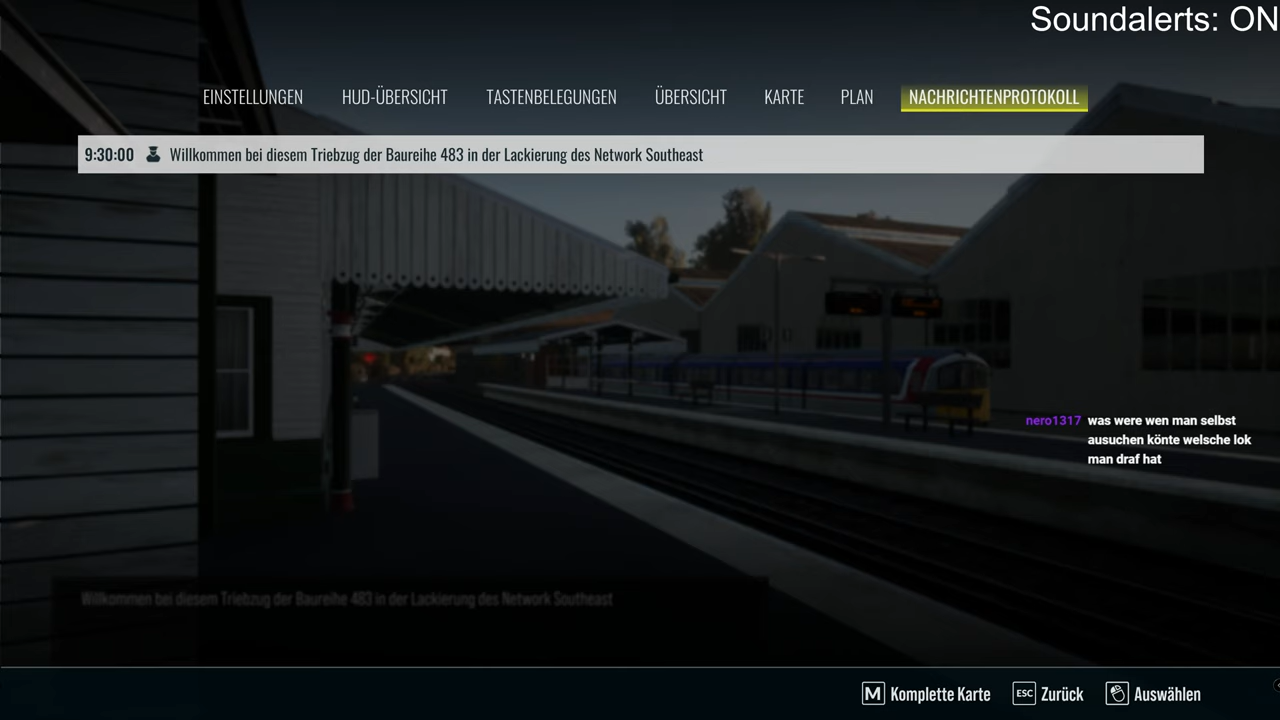 Soundalerts: ON
EINSTELLUNGEN HUD-ÜBERSICHT TASTENBELEGUNGEN ÜBERSICHT KARTE PLAN NACHRICHTENPROTOKOLL
9:30:00 Willkommen bei diesem Triebzug der Baureihe 483 in der Lackierung des Network Southeast
nero1317 was were wen man selbst
ausuchen könte welsche lok
man draf hat
Willkommen bei diesem Triebzug der Baureihe 483 in der Lackierung des Network Southeast
M Komplette Karte ESC Zurück Auswählen